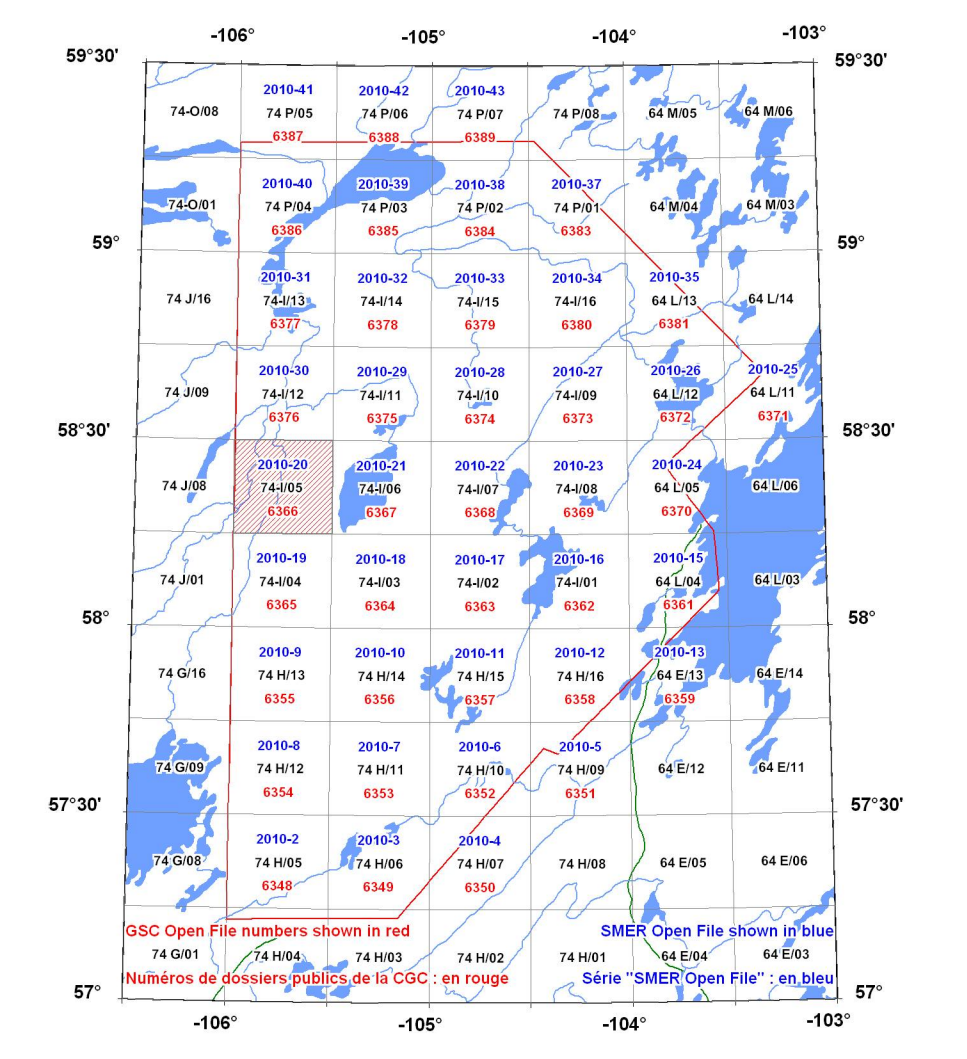 -106° -105° -104° -103°
59°30' 59°30'
2010-41 2010-42 2010-43
74-O/08 74 P/05 74 P/06 74 P/07 74 P/08 64 M/05 64 M/06
6387 6388 6389
2010-40 2010-39 2010-38 2010-37
74-O/01 74 P/04 74 P/03 74 P/02 74 P/01 64 M/04 64 M/03
6386 6385 6384 6383
59° 59°
2010-31 2010-32 2010-33 2010-34 2010-35
74 J/16 74-I/13 74-I/14 74-I/15 74-I/16 64 L/13 64 L/14
6377 6378 6379 6380 6381
2010-30 2010-29 2010-28 2010-27 2010-26 2010-25
74 J/09 74-I/12 74-I/11 74-I/10 74-I/09 64 L/12 64 L/11
6376 6375 6374 6373 6372 6371
58°30' 58°30'
2010-20 2010-21 2010-22 2010-23 2010-24
74 J/08 74-I/05 74-I/06 74-I/07 74-I/08 64 L/05 64 L/06
6366 6367 6368 6369 6370
2010-19 2010-18 2010-17 2010-16 2010-15
74 J/01 74-I/04 74-I/03 74-I/02 74-I/01 64 L/04 64 L/03
6365 6364 6363 6362 6361
58° 58°
2010-9 2010-10 2010-11 2010-12 2010-13
74 G/16 74 H/13 74 H/14 74 H/15 74 H/16 64 E/13 64 E/14
6355 6356 6357 6358 6359
2010-8 2010-7 2010-6 2010-5
74 G/09 74 H/12 74 H/11 74 H/10 74 H/09 64 E/12 64 E/11
6354 6353 6352 6351
57°30' 57°30'
2010-2 2010-3 2010-4
74 G/08 74 H/05 74 H/06 74 H/07 74 H/08 64 E/05 64 E/06
6348 6349 6350
GSC Open File numbers shown in red SMER Open File shown in blue
74 G/01 74 H/04 74 H/03 74 H/02 74 H/01 64 E/04 64 E/03
Numéros de dossiers publics de la CGC : en rouge Série "SMER Open File" : en bleu
57° 57°
-106° -105° -104° -103°